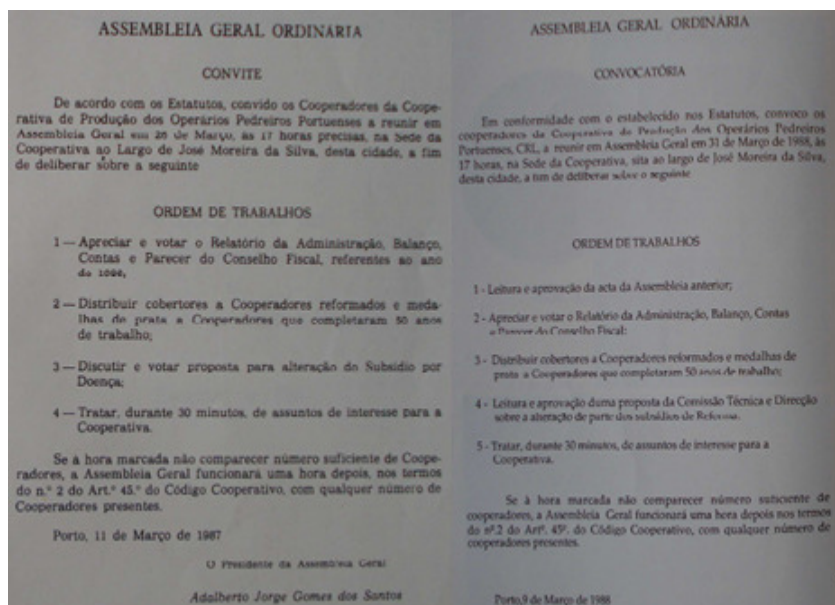 ASSEMBLEIA GERAL ORDINARIA
CONVITE
De acordo com os Estatutos, convido os Cooperadores da Coope-
rativa de Produção dos Operários Pedreiros Portuenses a reunir em
Assembleia Geral em 20 de Março, às 17 horas precisas, na Sede da
Cooperativa ao Largo de José Moreira da Silva, desta cidade, a fim
de deliberar sobre a seguinte
ORDEM DE TRABALHOS
1 — Apreciar e votar o Relatório da Administração, Balanço,
Contas e Parecer do Conselho Fiscal, referentes ao ano
de
2 — Distribuir cobertores a Cooperadores reformados e meda-
lhas de prata a Cooperadores que completaram 50 anos
de trabalho;
3 — Discutir e votar proposta para alteração do Subsídio por
Doença;
4 — Tratar, durante 30 minutos, de assuntos de interesse para a
Cooperativa.
Se à hora marcada não comparecer número suficiente de Coope-
radores, a Assembleia Geral funcionará uma hora depois, nos termos
do n.º 2 do Art.º 45.º do Código Cooperativo, com qualquer número de
Cooperadores presentes.
Porto, 11 de Março de 1987
O Presidente da Assembleia Geral
Adalberto Jorge Gomes dos Santos
ASSEMBLEIA GERAL ORDINÁRIA
CONVOCATÓRIA
Em conformidade com o estabelecido nos Estatutos, convoco os
cooperadores da Cooperativa de Produção dos Operários Pedreiros
Portuenses, CRL, a reunir em Assembleia Geral em 31 de Março de 1988, às
17 horas, na Sede da Cooperativa, sita ao largo de José Moreira da Silva,
desta cidade, a fim de deliberar sobre o seguinte
ORDEM DE TRABALHOS
1 - Leitura e aprovação da acta da Assembleia anterior;
2 - Apreciar e votar o Relatório da Administração, Balanço, Contas
e Parecer do Conselho Fiscal:
3 - Distribuir cobertores a Cooperadores reformados e medalhas de
prata a Cooperadores que completaram 50 anos de trabalho;
4 - Leitura e aprovação duma proposta da Comissão Técnica e Direcção
sobre a alteração de parte dos subsídios de Reforma.
5 - Tratar, durante 30 minutos, de assuntos de interesse para a
Cooperativa.
Se à hora marcada não comparecer número suficiente de
cooperadores, a Assembleia Geral funcionará uma hora depois nos termos
do nº.2 do Artº. 45º. do Código Cooperativo, com qualquer número de
cooperadores presentes.
Porto,9 de Março de 1988